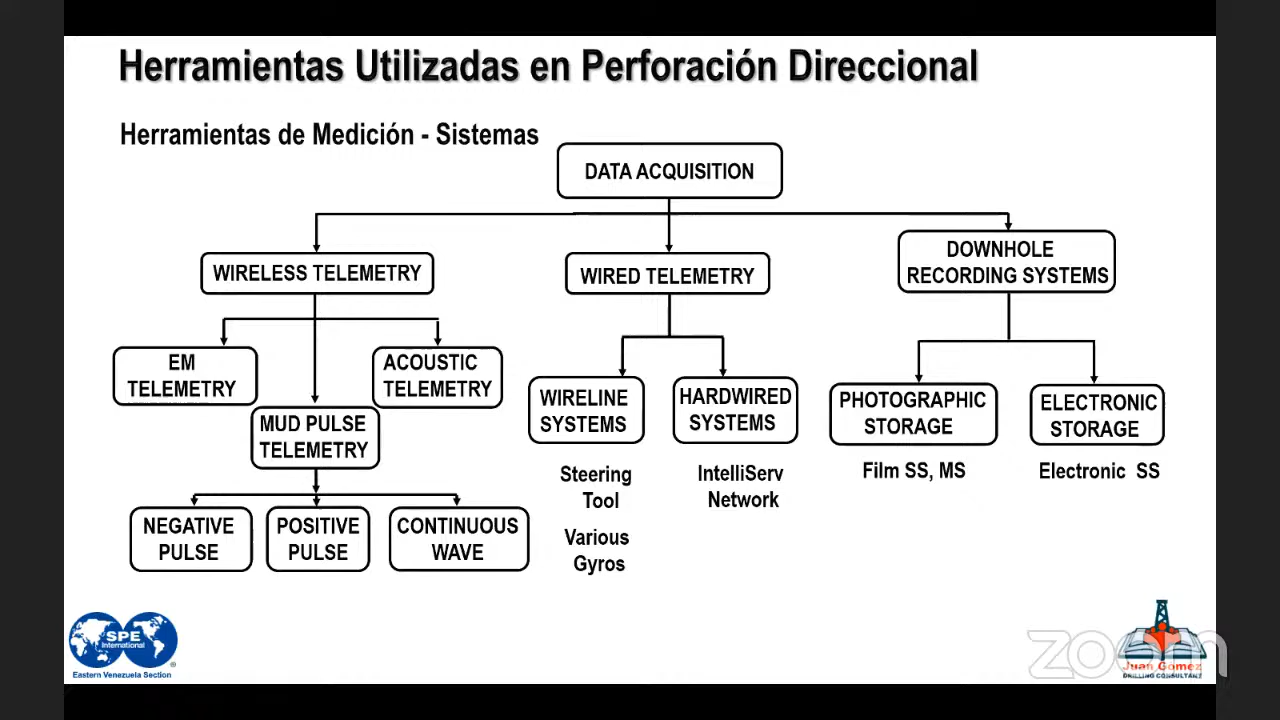 Herramientas Utilizadas en Perforación Direccional
Herramientas de Medición - Sistemas
DATA ACQUISITION
WIRELESS TELEMETRY
WIRED TELEMETRY
DOWNHOLE
RECORDING SYSTEMS
EM
TELEMETRY
ACOUSTIC
TELEMETRY
MUD PULSE
TELEMETRY
NEGATIVE
PULSE
POSITIVE
PULSE
CONTINUOUS
WAVE
WIRELINE
SYSTEMS
Steering
Tool
Various
Gyros
HARDWIRED
SYSTEMS
IntelliServ
Network
PHOTOGRAPHIC
STORAGE
Film SS, MS
ELECTRONIC
STORAGE
Electronic SS
SPE
International
Eastern Venezuela Section
zoom
Juan Gomez
DRILLING CONSULTANT